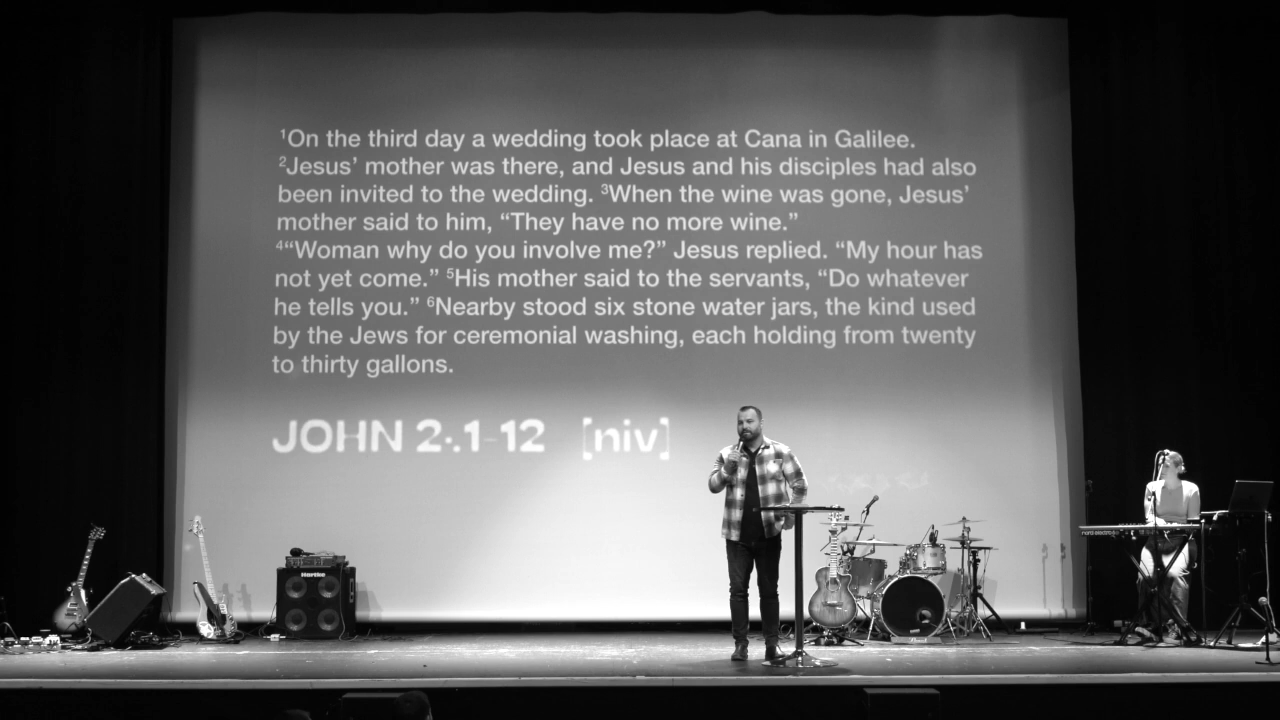 ¹On the third day a wedding took place at Cana in Galilee.
²Jesus’ mother was there, and Jesus and his disciples had also
been invited to the wedding. ³When the wine was gone, Jesus’
mother said to him, “They have no more wine.”
⁴“Woman why do you involve me?” Jesus replied. “My hour has
not yet come.” ⁵His mother said to the servants, “Do whatever
he tells you.” ⁶Nearby stood six stone water jars, the kind used
by the Jews for ceremonial washing, each holding from twenty
to thirty gallons.
JOHN 2:.1-12 [niv]
Hartke
nord electro